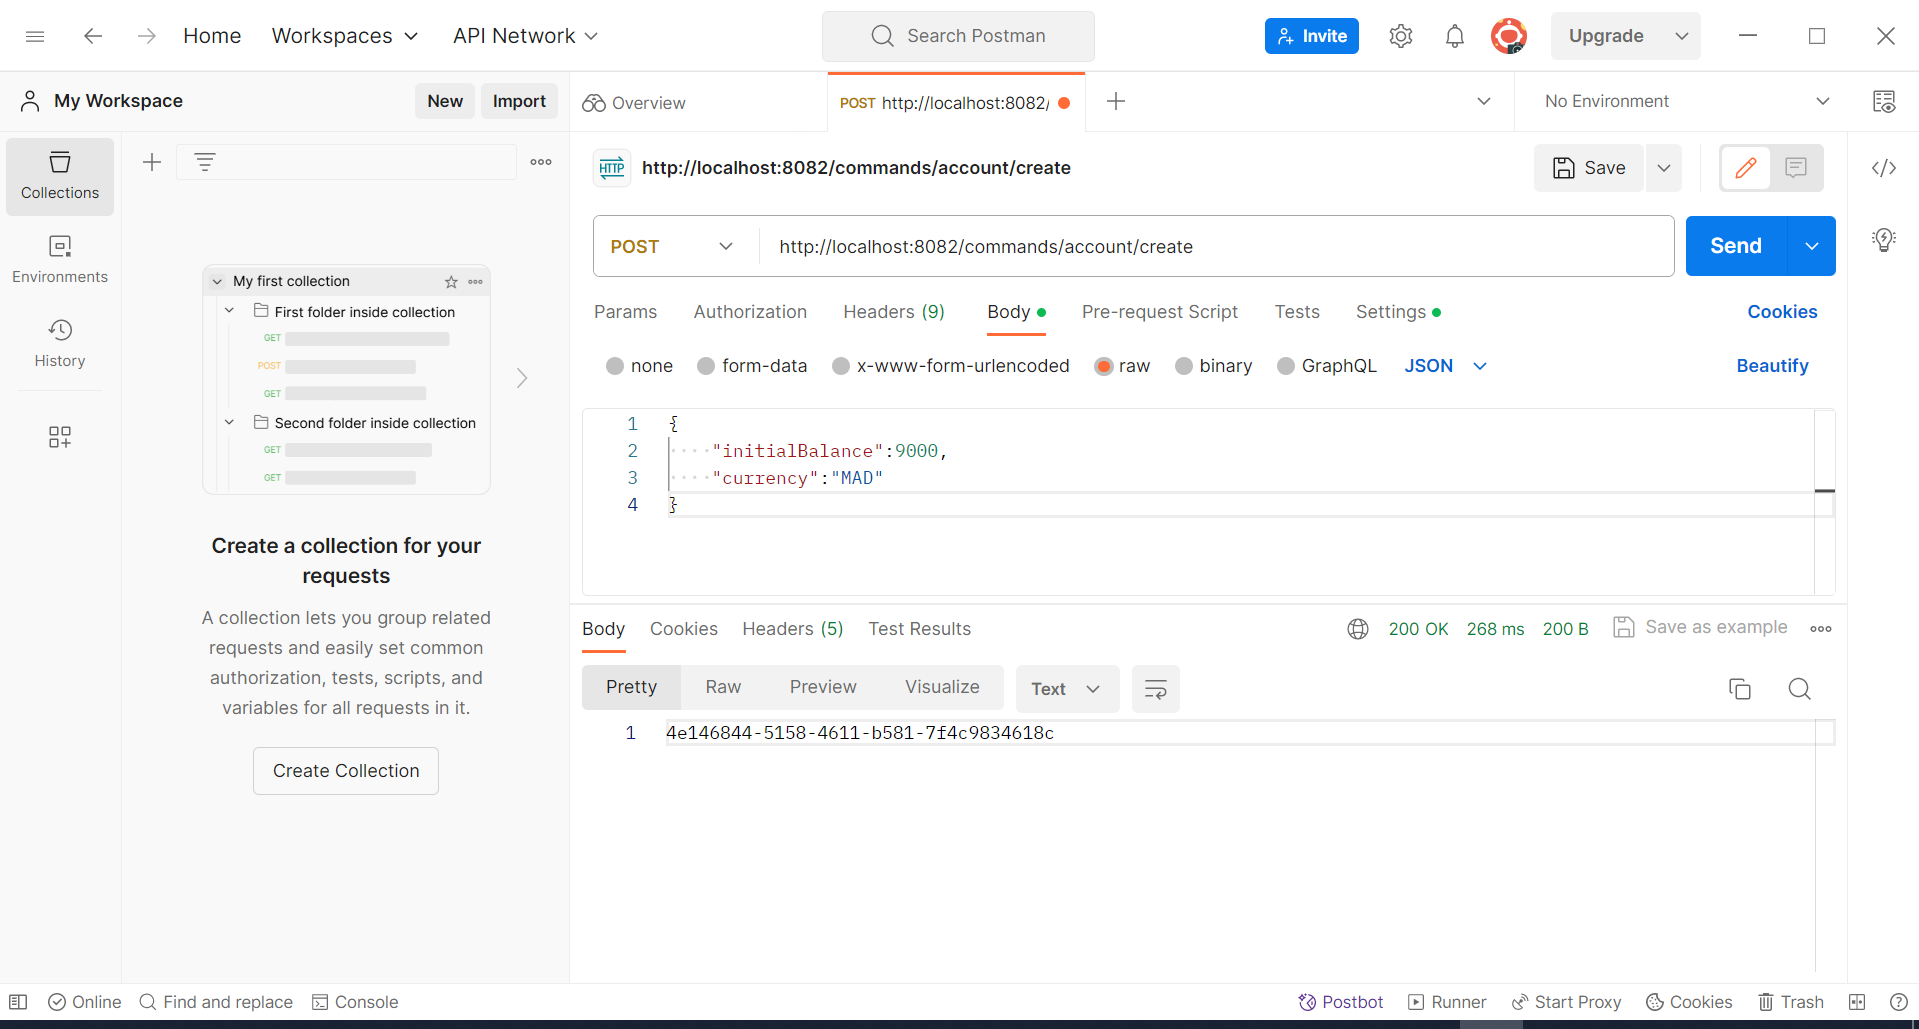 Home Workspaces API Network Search Postman Invite Upgrade
My Workspace New Import Overview POST http://localhost:8082/ No Environment
Collections
Environments
History
My first collection
First folder inside collection
GET
POST
GET
Second folder inside collection
GET
GET
Create a collection for your
requests
A collection lets you group related
requests and easily set common
authorization, tests, scripts, and
variables for all requests in it.
Create Collection
HTTP http://localhost:8082/commands/account/create Save
POST http://localhost:8082/commands/account/create Send
Params Authorization Headers (9) Body Pre-request Script Tests Settings Cookies
none form-data x-www-form-urlencoded raw binary GraphQL JSON Beautify
1 {
2 "initialBalance":9000,
3 "currency":"MAD"
4 }
Body Cookies Headers (5) Test Results 200 OK 268 ms 200 B Save as example
Pretty Raw Preview Visualize Text
1 4e146844-5158-4611-b581-7f4c9834618c
Online Find and replace Console Postbot Runner Start Proxy Cookies Trash